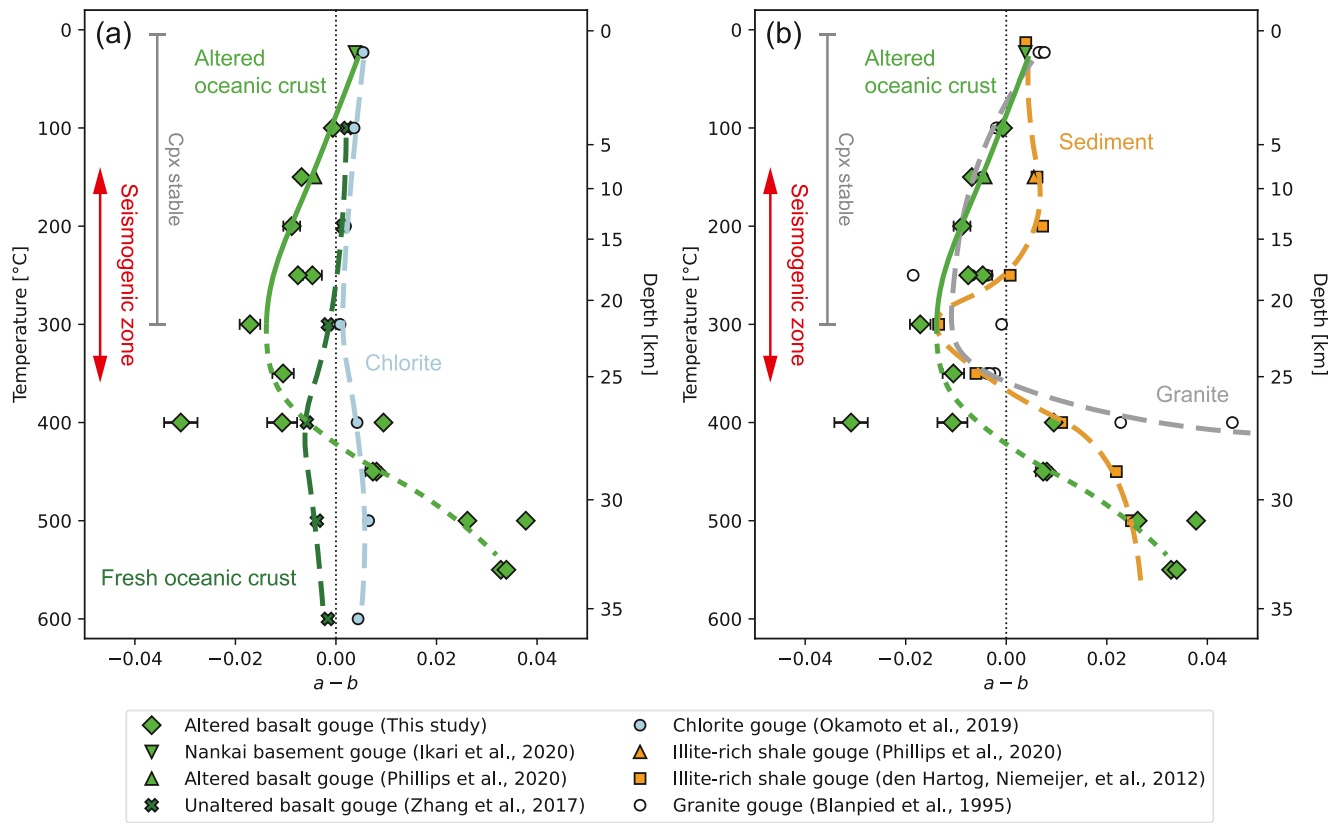 (a)
Altered
oceanic crust
Cpx stable
Seismogenic zone
Chlorite
Fresh oceanic crust
Temperature [°C]
0
100
200
300
400
500
600
Depth [km]
0
5
10
15
20
25
30
35
−0.04
−0.02
0.00
0.02
0.04
a − b
(b)
Altered
oceanic crust
Cpx stable
Seismogenic zone
Sediment
Granite
Temperature [°C]
0
100
200
300
400
500
600
Depth [km]
0
5
10
15
20
25
30
35
−0.04
−0.02
0.00
0.02
0.04
a − b
Altered basalt gouge (This study)
Nankai basement gouge (Ikari et al., 2020)
Altered basalt gouge (Phillips et al., 2020)
Unaltered basalt gouge (Zhang et al., 2017)
Chlorite gouge (Okamoto et al., 2019)
Illite-rich shale gouge (Phillips et al., 2020)
Illite-rich shale gouge (den Hartog, Niemeijer, et al., 2012)
Granite gouge (Blanpied et al., 1995)